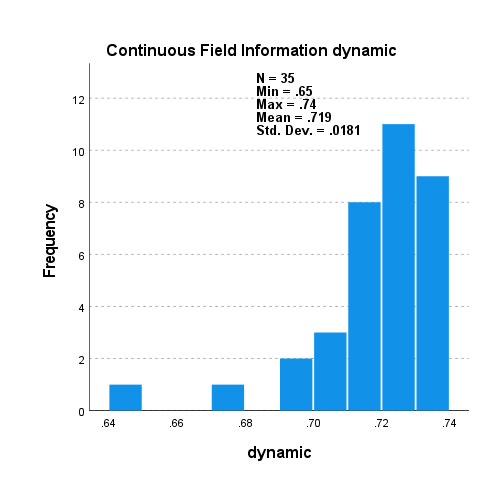 Continuous Field Information dynamic
N = 35
Min = .65
Max = .74
Mean = .719
Std. Dev. = .0181
Frequency
12
10
8
6
4
2
0
.64 .66 .68 .70 .72 .74
dynamic